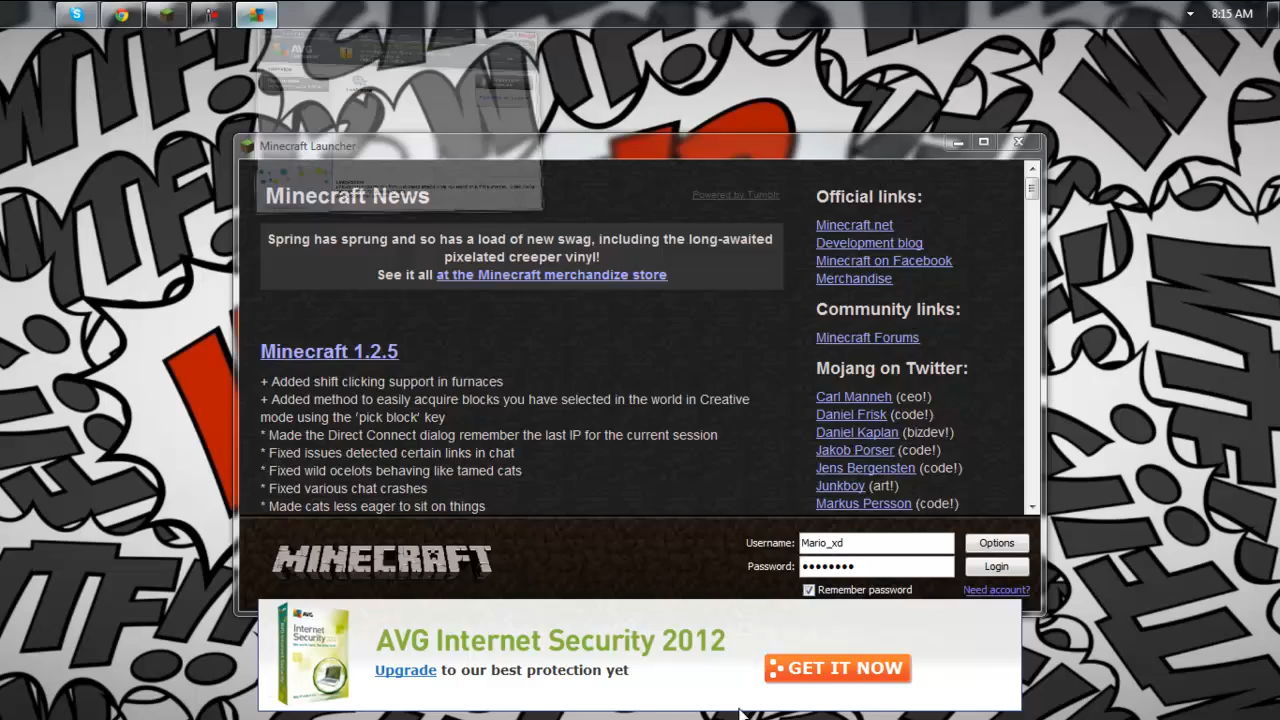 8:15 AM
Minecraft Launcher
Minecraft News
Powered by Tumblr
Spring has sprung and so has a load of new swag, including the long-awaited
pixelated creeper vinyl!
See it all at the Minecraft merchandize store
Minecraft 1.2.5
+ Added shift clicking support in furnaces
+ Added method to easily acquire blocks you have selected in the world in Creative
mode using the 'pick block' key
* Made the Direct Connect dialog remember the last IP for the current session
* Fixed issues detected certain links in chat
* Fixed wild ocelots behaving like tamed cats
* Fixed various chat crashes
* Made cats less eager to sit on things
Official links:
Minecraft.net
Development blog
Minecraft on Facebook
Merchandise
Community links:
Minecraft Forums
Mojang on Twitter:
Carl Manneh (ceo!)
Daniel Frisk (code!)
Daniel Kaplan (bizdev!)
Jakob Porser (code!)
Jens Bergensten (code!)
Junkboy (art!)
Markus Persson (code!)
MINECRAFT
Username: Mario_xd
Options
Password: ••••••••
Login
Remember password
Need account?
AVG
Internet
Security
AVG Internet Security 2012
Upgrade to our best protection yet
GET IT NOW
WTF!